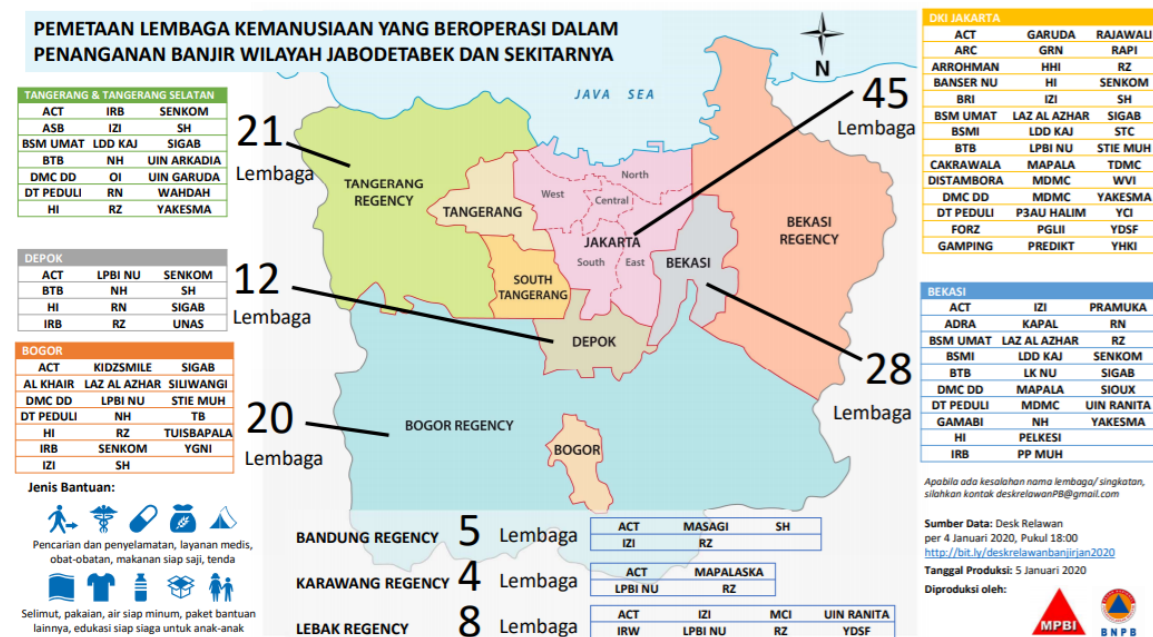 PEMETAAN LEMBAGA KEMANUSIAAN YANG BEROPERASI DALAM
PENANGANAN BANJIR WILAYAH JABODETABEK DAN SEKITARNYA
TANGERANG & TANGERANG SELATAN
ACT IRB SENKOM
ASB IZI SH
BSM UMAT LDD KAJ SIGAB
BTB NH UIN ARKADIA
DMC DD OI UIN GARUDA
DT PEDULI RN WAHDAH
HI RZ YAKESMA
21
Lembaga
DEPOK
ACT LPBI NU SENKOM
BTB NH SH
HI RN SIGAB
IRB RZ UNAS
12
Lembaga
BOGOR
ACT KIDZSMILE SIGAB
AL KHAIR LAZ AL AZHAR SILIWANGI
DMC DD LPBI NU STIE MUH
DT PEDULI NH TB
HI RZ TUISBAPALA
IRB SENKOM YGNI
IZI SH
20
Lembaga
Jenis Bantuan:
Pencarian dan penyelamatan, layanan medis,
obat-obatan, makanan siap saji, tenda
Selimut, pakaian, air siap minum, paket bantuan
lainnya, edukasi siap siaga untuk anak-anak
N
JAVA SEA
TANGERANG
REGENCY
TANGERANG
SOUTH
TANGERANG
West
North
Central
JAKARTA
South
East
BEKASI
BEKASI
REGENCY
DEPOK
BOGOR REGENCY
BOGOR
45
Lembaga
28
Lembaga
BANDUNG REGENCY 5 Lembaga
ACT MASAGI SH
IZI RZ
KARAWANG REGENCY 4 Lembaga
ACT MAPALASKA
LPBI NU RZ
LEBAK REGENCY 8 Lembaga
ACT IZI MCI UIN RANITA
IRW LPBI NU RZ YDSF
DKI JAKARTA
ACT GARUDA RAJAWALI
ARC GRN RAPI
ARROHMAN HHI RZ
BANSER NU HI SENKOM
BRI IZI SH
BSM UMAT LAZ AL AZHAR SIGAB
BSMI LDD KAJ STC
BTB LPBI NU STIE MUH
CAKRAWALA MAPALA TDMC
DISTAMBORA MDMC WVI
DMC DD MDMC YAKESMA
DT PEDULI P3AU HALIM YCI
FORZ PGLII YDSF
GAMPING PREDIKT YHKI
BEKASI
ACT IZI PRAMUKA
ADRA KAPAL RN
BSM UMAT LAZ AL AZHAR RZ
BSMI LDD KAJ SENKOM
BTB LK NU SIGAB
DMC DD MAPALA SIOUX
DT PEDULI MDMC UIN RANITA
GAMABI NH YAKESMA
HI PELKESI
IRB PP MUH
Apabila ada kesalahan nama lembaga/ singkatan,
silahkan kontak deskrelawanPB@gmail.com
Sumber Data: Desk Relawan
per 4 Januari 2020, Pukul 18:00
http://bit.ly/deskrelawanbanjirjan2020
Tanggal Produksi: 5 Januari 2020
Diproduksi oleh:
MPBI
BNPB